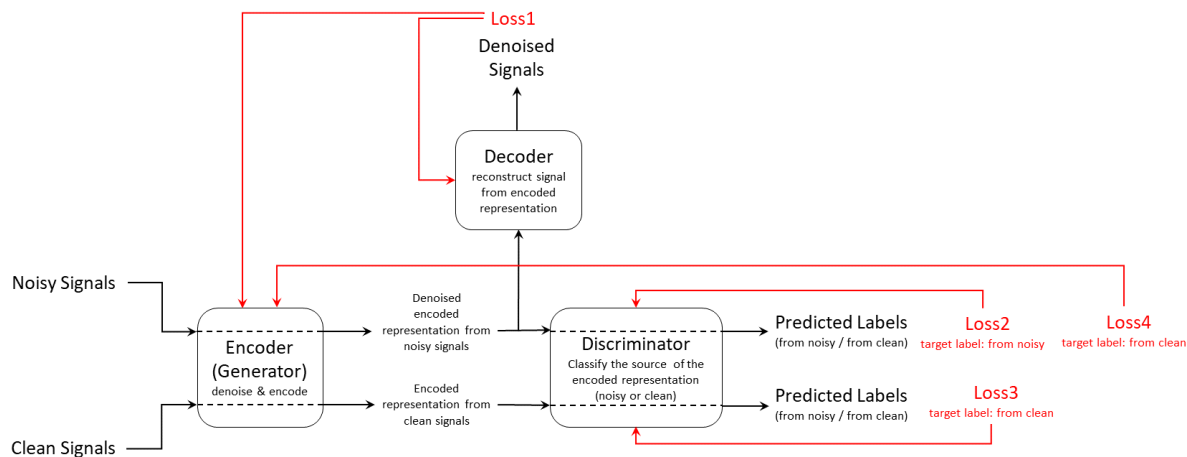 Loss1
Denoised
Signals
Decoder
reconstruct signal
from encoded
representation
Noisy Signals
Clean Signals
Encoder
(Generator)
denoise & encode
Denoised
encoded
representation from
noisy signals
Encoded
representation from
clean signals
Discriminator
Classify the source of the
encoded representation
(noisy or clean)
Predicted Labels
(from noisy / from clean)
Loss2
target label: from noisy
Loss4
target label: from clean
Predicted Labels
(from noisy / from clean)
Loss3
target label: from clean